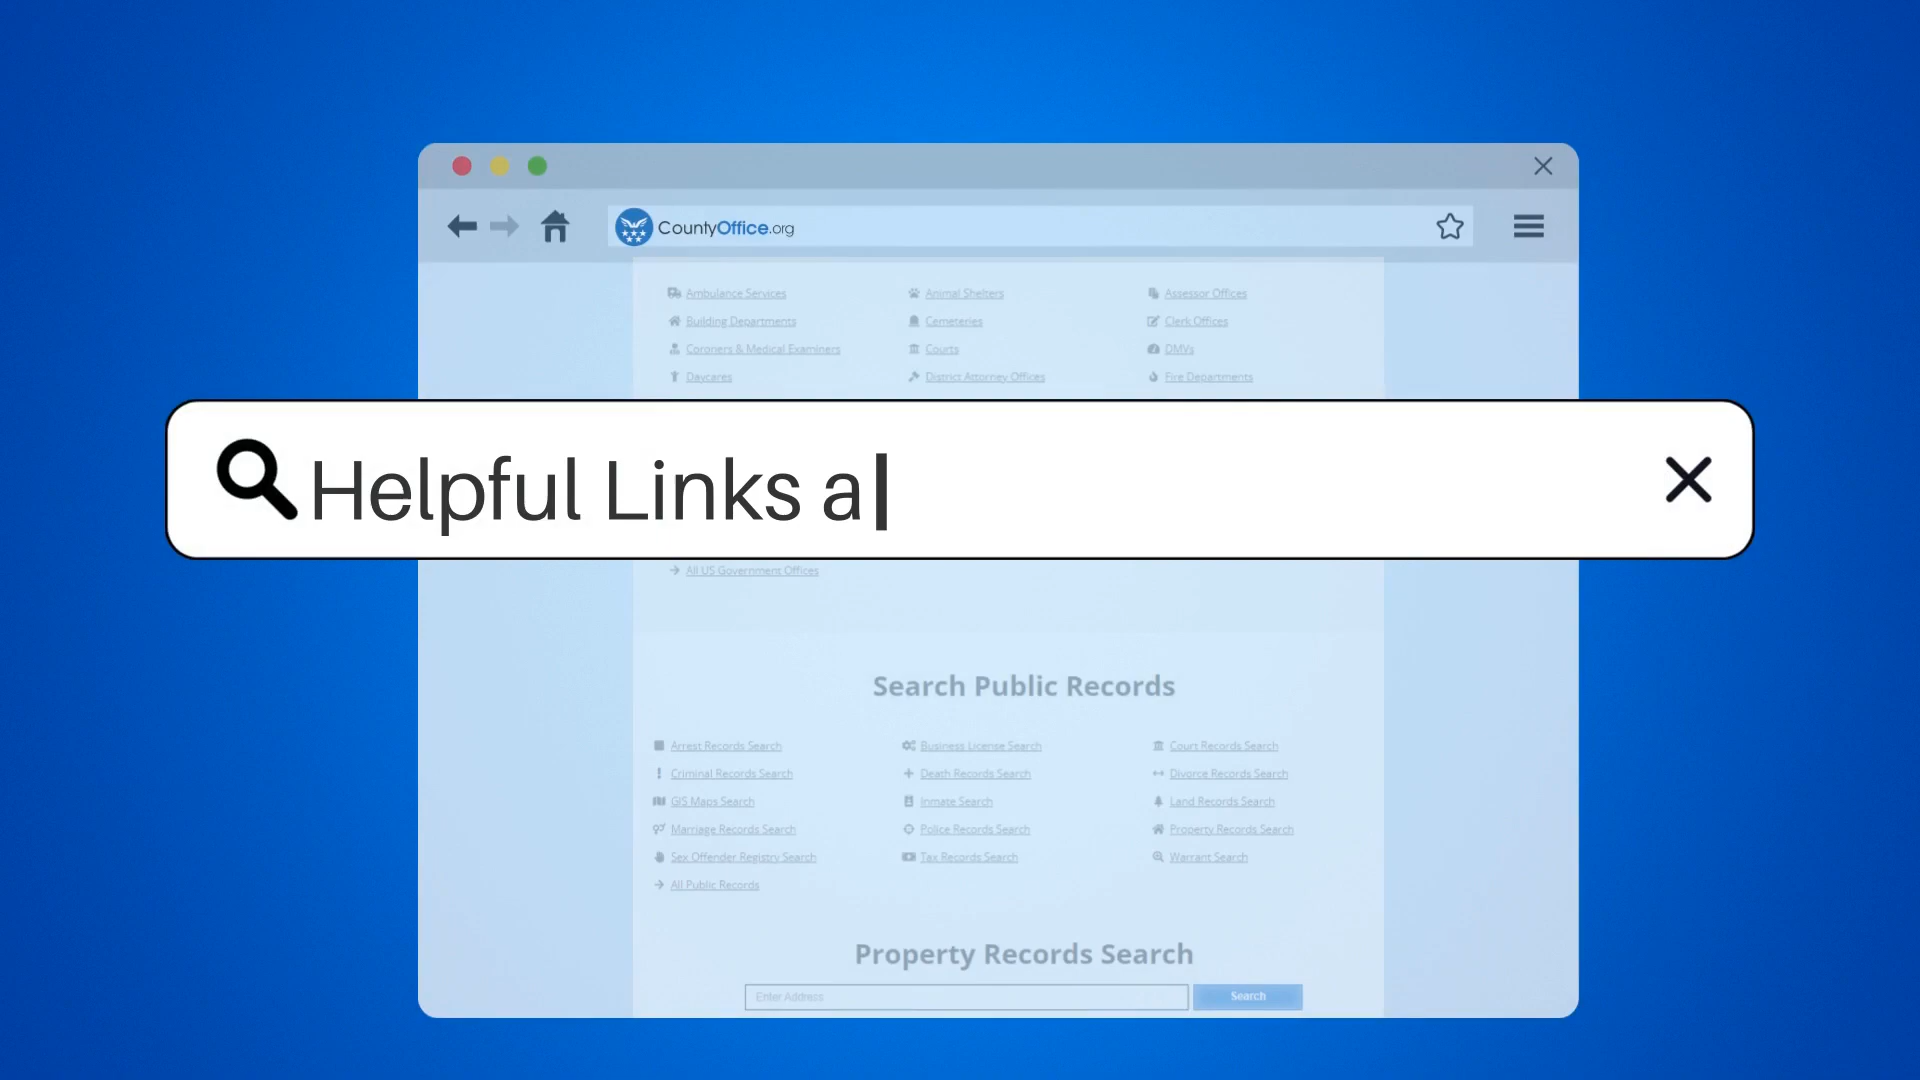 CountyOffice.org
Ambulance Services Animal Shelters Assessor Offices
Building Departments Cemeteries Clerk Offices
Coroners & Medical Examiners Courts DMVs
Daycares District Attorney Offices Fire Departments
Helpful Links a
All US Government Offices
Search Public Records
Arrest Records Search Business License Search Court Records Search
Criminal Records Search Death Records Search Divorce Records Search
GIS Maps Search Inmate Search Land Records Search
Marriage Records Search Police Records Search Property Records Search
Sex Offender Registry Search Tax Records Search Warrant Search
All Public Records
Property Records Search
Enter Address Search